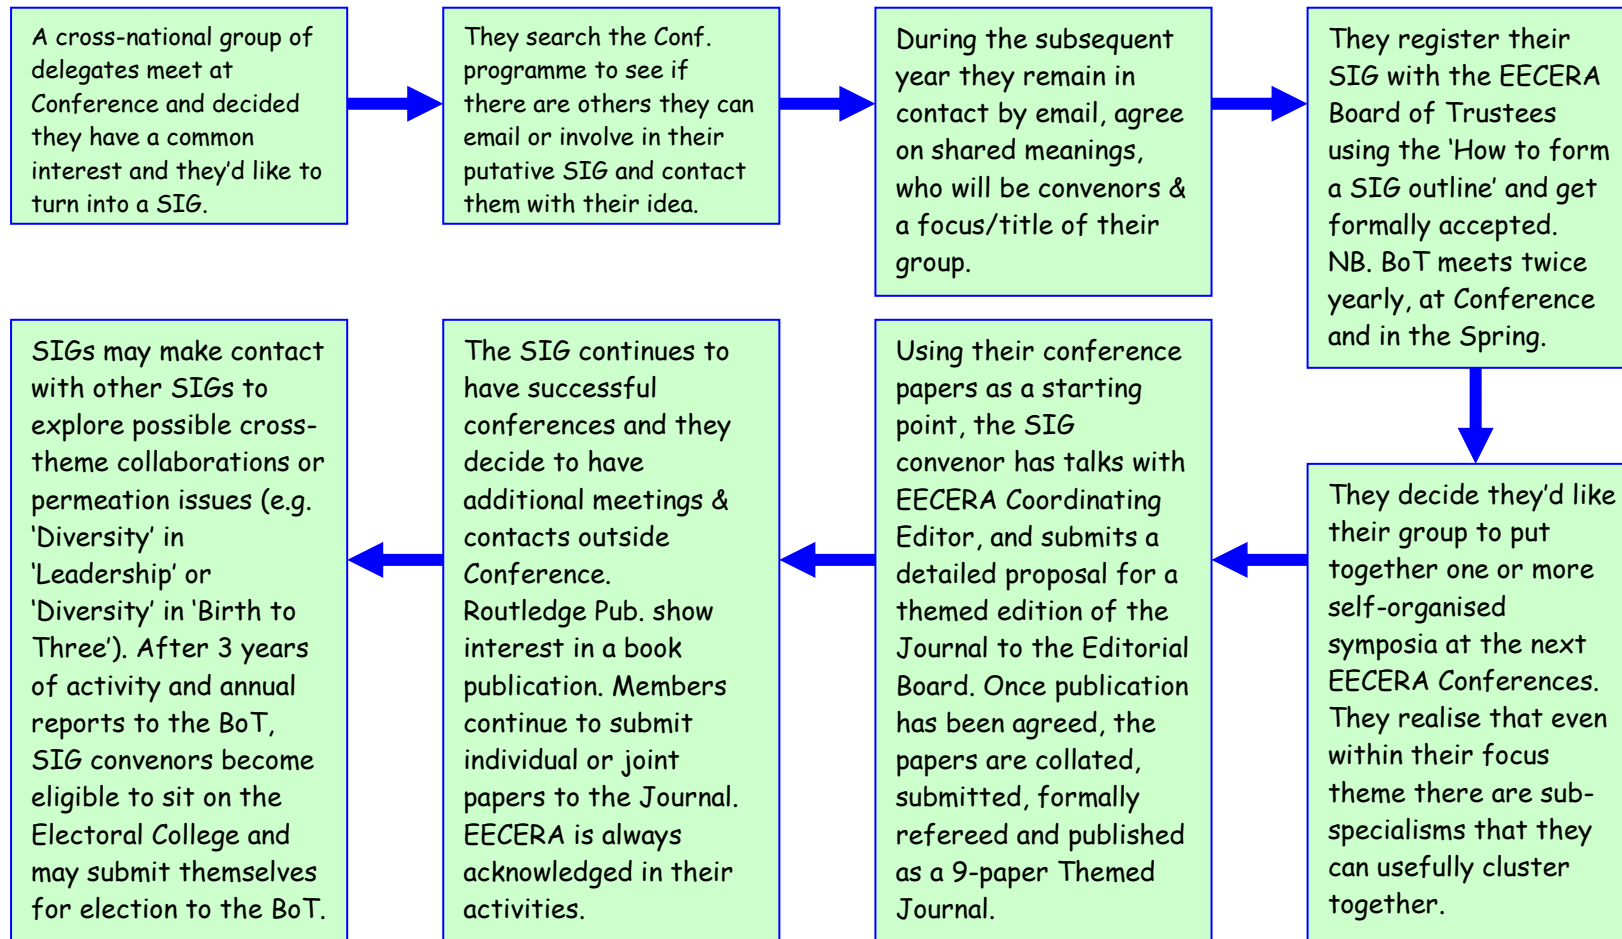 A cross-national group of
delegates meet at
Conference and decided
they have a common
interest and they'd like to
turn into a SIG.
They search the Conf.
programme to see if
there are others they can
email or involve in their
putative SIG and contact
them with their idea.
During the subsequent
year they remain in
contact by email, agree
on shared meanings,
who will be convenors &
a focus/title of their
group.
They register their
SIG with the EECERA
Board of Trustees
using the ‘How to form
a SIG outline’ and get
formally accepted.
NB. BoT meets twice
yearly, at Conference
and in the Spring.
They decide they'd like
their group to put
together one or more
self-organised
symposia at the next
EECERA Conferences.
They realise that even
within their focus
theme there are sub-
specialisms that they
can usefully cluster
together.
Using their conference
papers as a starting
point, the SIG
convenor has talks with
EECERA Coordinating
Editor, and submits a
detailed proposal for a
themed edition of the
Journal to the Editorial
Board. Once publication
has been agreed, the
papers are collated,
submitted, formally
refereed and published
as a 9-paper Themed
Journal.
The SIG continues to
have successful
conferences and they
decide to have
additional meetings &
contacts outside
Conference.
Routledge Pub. show
interest in a book
publication. Members
continue to submit
individual or joint
papers to the Journal.
EECERA is always
acknowledged in their
activities.
SIGs may make contact
with other SIGs to
explore possible cross-
theme collaborations or
permeation issues (e.g.
‘Diversity’ in
‘Leadership’ or
‘Diversity’ in ‘Birth to
Three’). After 3 years
of activity and annual
reports to the BoT,
SIG convenors become
eligible to sit on the
Electoral College and
may submit themselves
for election to the BoT.